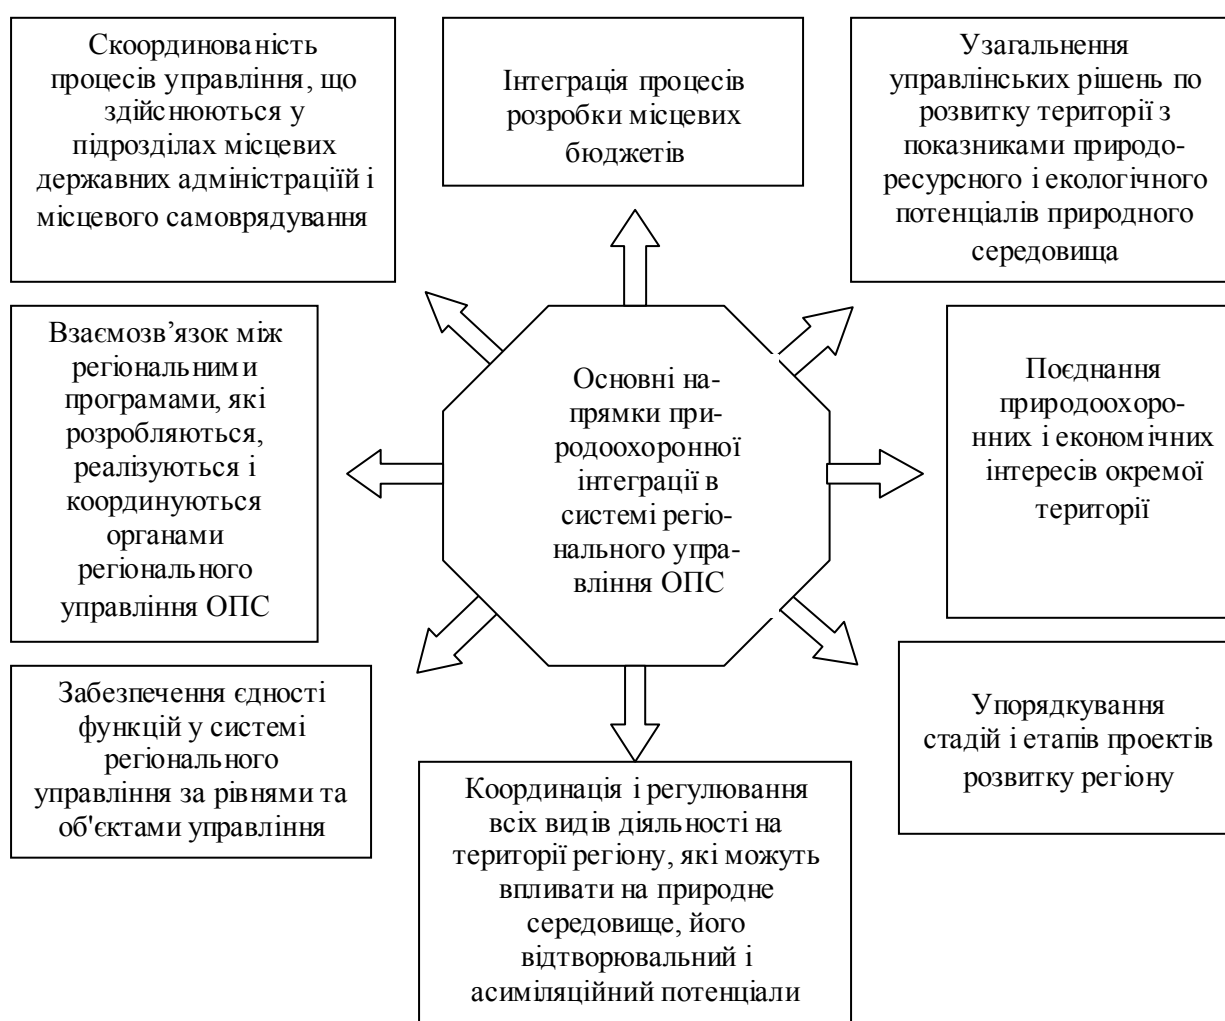 Скоординованість
процесів управління, що
здійснюються у
підрозділах місцевих
державних адміністраціїй і
місцевого самоврядування
Інтеграція процесів
розробки місцевих
бюджетів
Узагальнення
управлінських рішень по
розвитку території з
показниками природо-
ресурсного і екологічного
потенціалів природного
середовища
Взаємозв’язок між
регіональними
програмами, які
розробляються,
реалізуються і
координуються
органами
регіонального
управління ОПС
Основні на-
прямки при-
родоохоронної
інтеграції в
системі регіо-
нального упра-
вління ОПС
Поєднання
природоохоро-
нних і економічних
інтересів окремої
території
Забезпечення єдності
функцій у системі
регіонального
управління за рівнями та
об'єктами управління
Координація і регулювання
всіх видів діяльності на
території регіону, які можуть
впливати на природне
середовище, його
відтворювальний і
асиміляційний потенціали
Упорядкування
стадій і етапів проектів
розвитку регіону